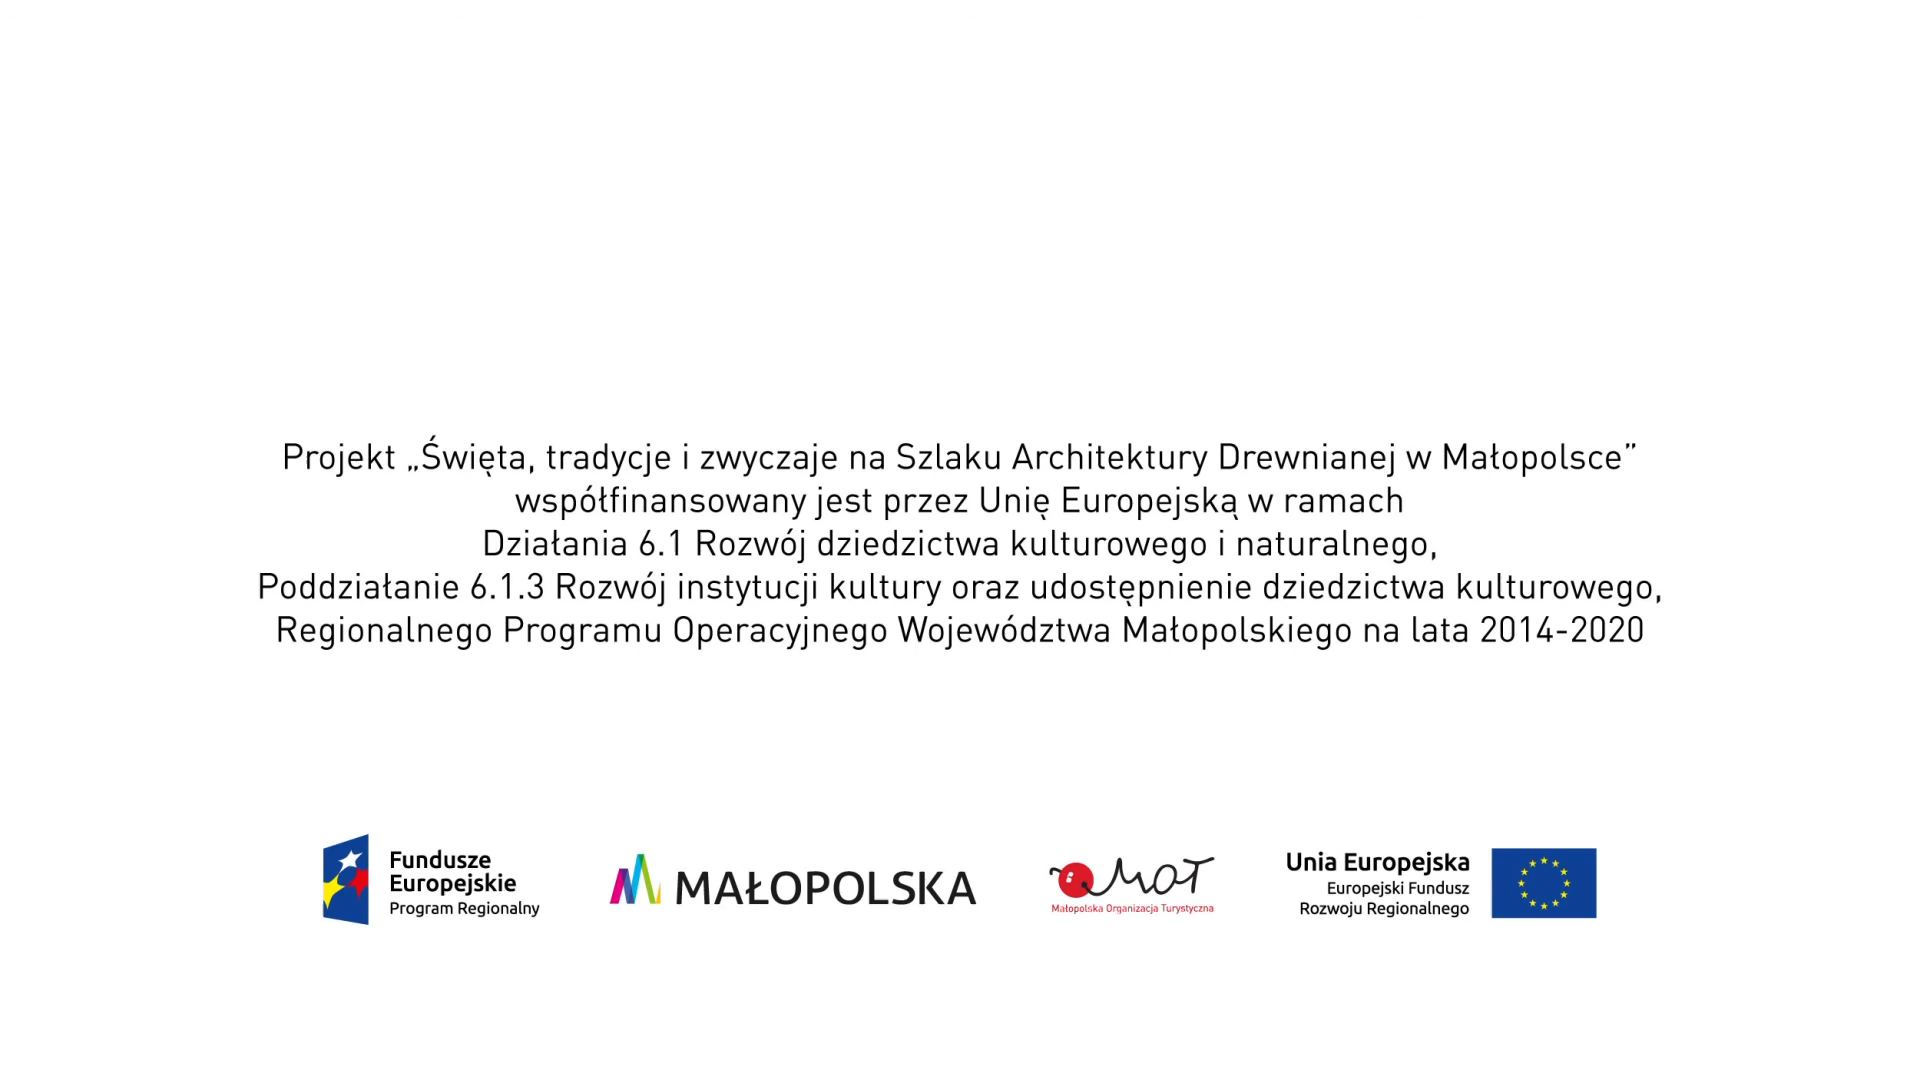 Projekt „Święta, tradycje i zwyczaje na Szlaku Architektury Drewnianej w Małopolsce”
współfinansowany jest przez Unię Europejską w ramach
Działania 6.1 Rozwój dziedzictwa kulturowego i naturalnego,
Poddziałanie 6.1.3 Rozwój instytucji kultury oraz udostępnienie dziedzictwa kulturowego,
Regionalnego Programu Operacyjnego Województwa Małopolskiego na lata 2014-2020
Fundusze
Europejskie
Program Regionalny
MAŁOPOLSKA
MOT
Małopolska Organizacja Turystyczna
Unia Europejska
Europejski Fundusz
Rozwoju Regionalnego